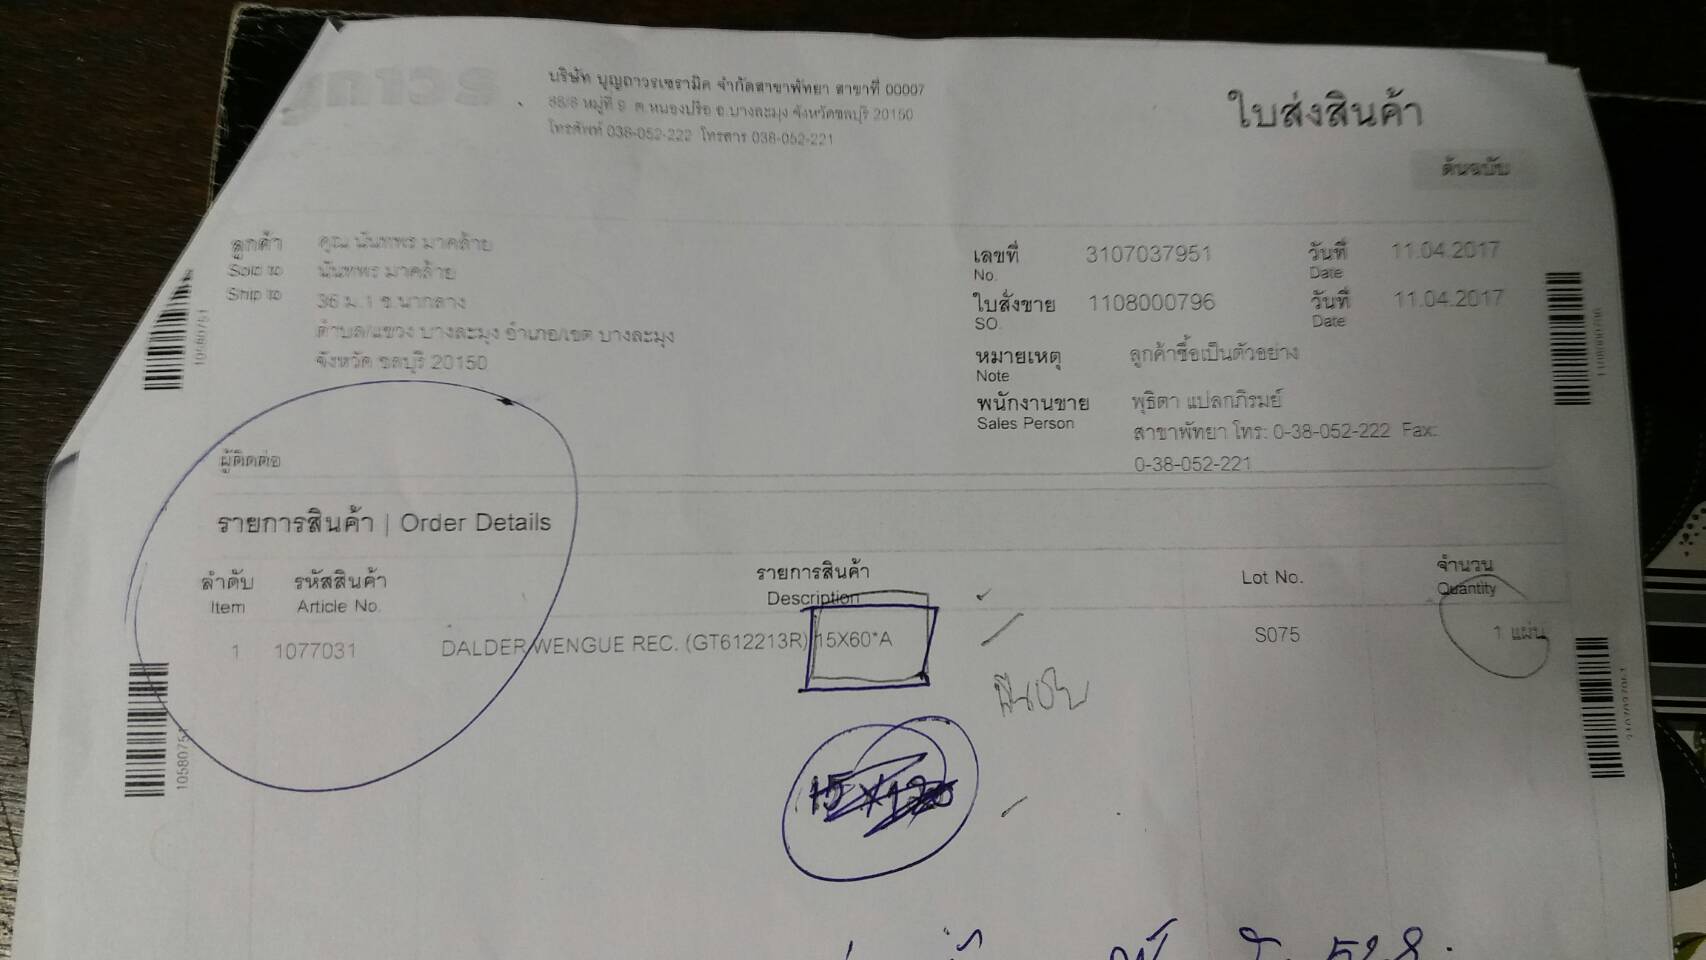 บริษัท บุญถาวรเซรามิค จำกัดสาขาพัทยา สาขาที่ 00007
88/8 หมู่ที่ 9 ต.หนองปรือ อ.บางละมุง จังหวัดชลบุรี 20150
โทรศัพท์ 038-052-222 โทรสาร 038-052-221
ใบส่งสินค้า
ต้นฉบับ
ลูกค้า คุณ นันทพร มาคล้าย
Sold to นันทพร มาคล้าย
Ship to 36 ม.1 ซ.นากลาง
ตำบล/แขวง บางละมุง อำเภอ/เขต บางละมุง
จังหวัด ชลบุรี 20150
ผู้ติดต่อ
เลขที่ 3107037951 วันที่ 11.04.2017
No. Date
ใบสั่งขาย 1108000796 วันที่ 11.04.2017
SO. Date
หมายเหตุ ลูกค้าซื้อเป็นตัวอย่าง
Note
พนักงานขาย พุธิตา แปลกภิรมย์
Sales Person สาขาพัทยา โทร: 0-38-052-222 Fax:
0-38-052-221
รายการสินค้า | Order Details
ลำดับ รหัสสินค้า รายการสินค้า Lot No. จำนวน
Item Article No. Description Quantity
1 1077031 DALDER WENGUE REC. (GT612213R) 15X60*A S075 1 แผ่น
15 x 120
10580751
10580751
528